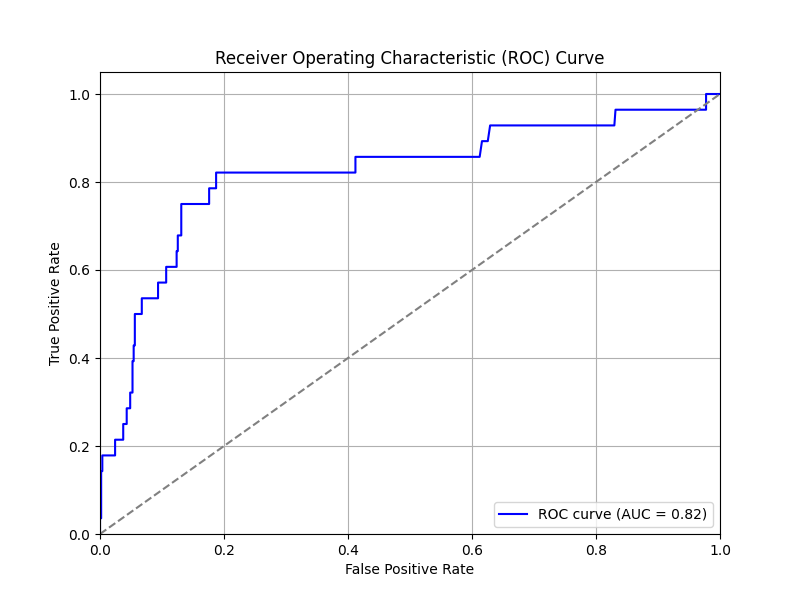 Receiver Operating Characteristic (ROC) Curve
1.0
0.8
0.6
0.4
0.2
0.0
True Positive Rate
0.0 0.2 0.4 0.6 0.8 1.0
False Positive Rate
ROC curve (AUC = 0.82)